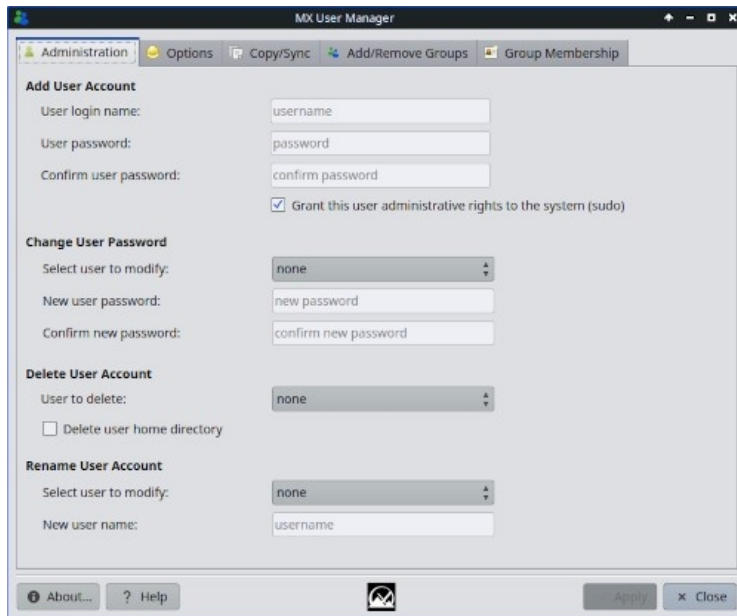 MX User Manager
Administration Options Copy/Sync Add/Remove Groups Group Membership
Add User Account
User login name: username
User password: password
Confirm user password: confirm password
Grant this user administrative rights to the system (sudo)
Change User Password
Select user to modify: none
New user password: new password
Confirm new password: confirm new password
Delete User Account
User to delete: none
Delete user home directory
Rename User Account
Select user to modify: none
New user name: username
About... ? Help Apply Close